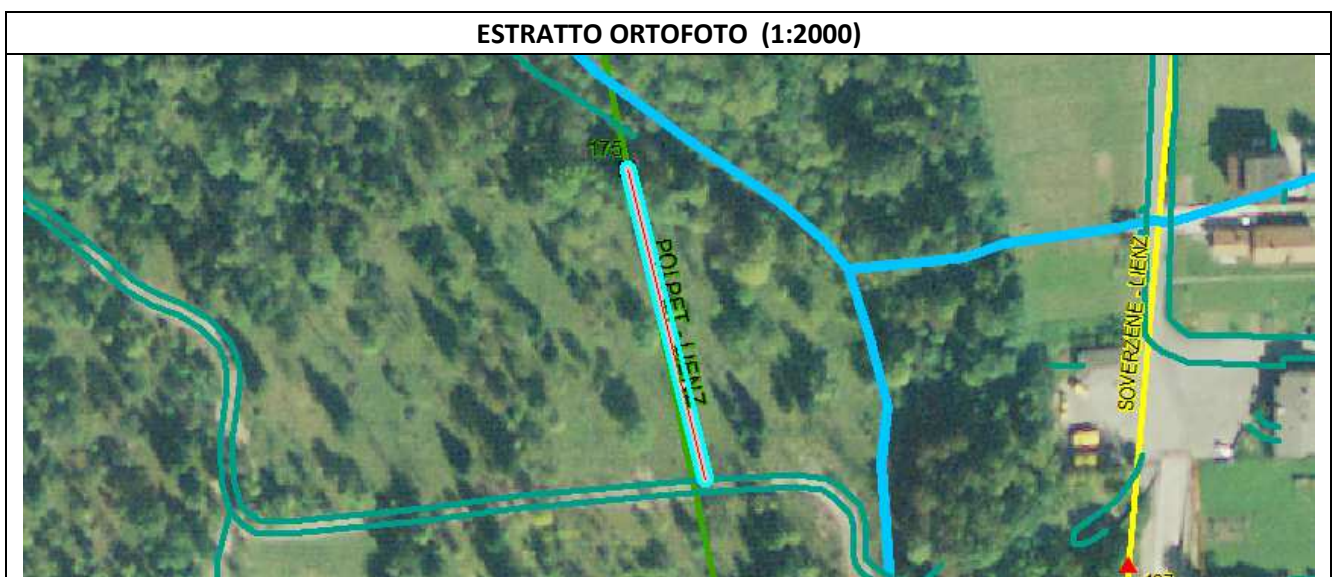 ESTRATTO ORTOFOTO (1:2000)
175
POLPET - LIENZ
SOVERZENE - LIENZ